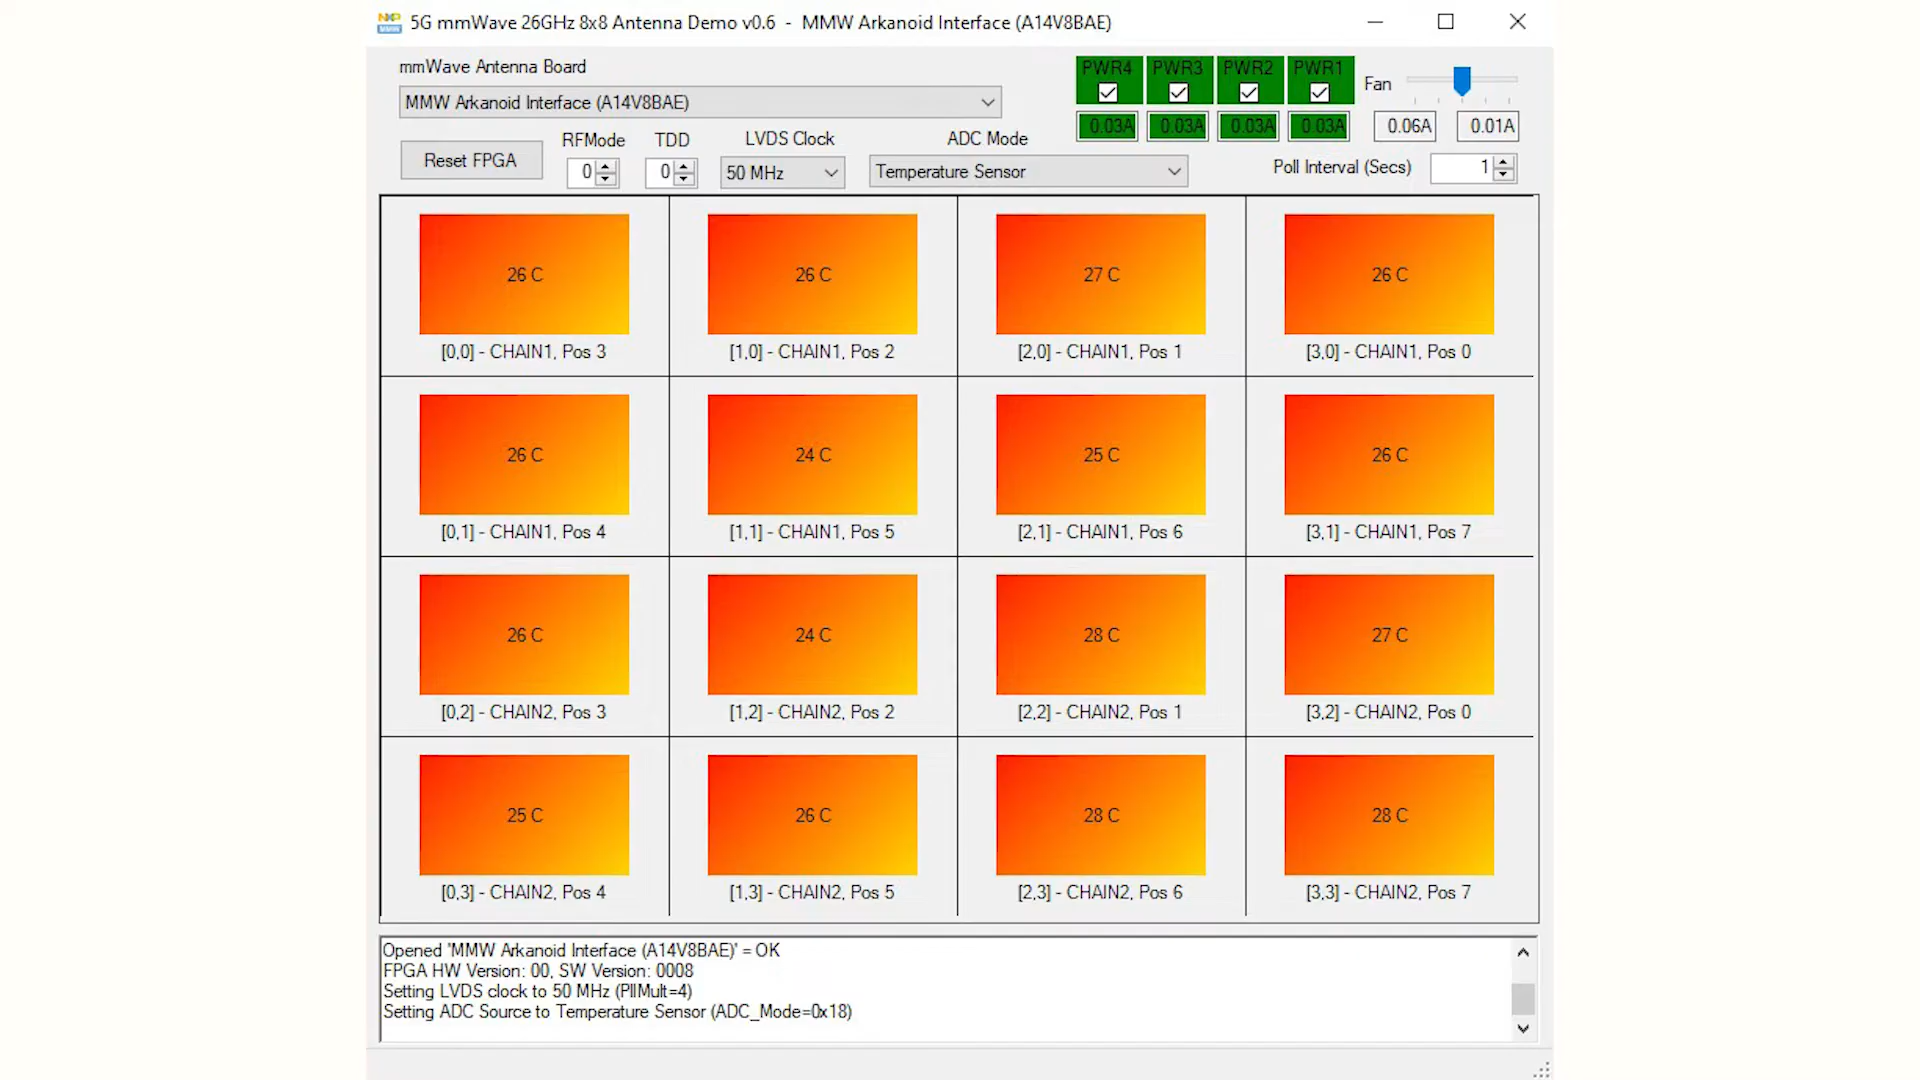 NXP
MMW
5G mmWave 26GHz 8x8 Antenna Demo v0.6 - MMW Arkanoid Interface (A14V8BAE)
mmWave Antenna Board
MMW Arkanoid Interface (A14V8BAE)
PWR4 PWR3 PWR2 PWR1
Fan
0.03A 0.03A 0.03A 0.03A 0.06A 0.01A
Reset FPGA
RFMode TDD LVDS Clock ADC Mode
0 0 50 MHz Temperature Sensor
Poll Interval (Secs) 1
26 C 26 C 27 C 26 C
[0,0] - CHAIN1, Pos 3 [1,0] - CHAIN1, Pos 2 [2,0] - CHAIN1, Pos 1 [3,0] - CHAIN1, Pos 0
26 C 24 C 25 C 26 C
[0,1] - CHAIN1, Pos 4 [1,1] - CHAIN1, Pos 5 [2,1] - CHAIN1, Pos 6 [3,1] - CHAIN1, Pos 7
26 C 24 C 28 C 27 C
[0,2] - CHAIN2, Pos 3 [1,2] - CHAIN2, Pos 2 [2,2] - CHAIN2, Pos 1 [3,2] - CHAIN2, Pos 0
25 C 26 C 28 C 28 C
[0,3] - CHAIN2, Pos 4 [1,3] - CHAIN2, Pos 5 [2,3] - CHAIN2, Pos 6 [3,3] - CHAIN2, Pos 7
Opened 'MMW Arkanoid Interface (A14V8BAE)' = OK
FPGA HW Version: 00, SW Version: 0008
Setting LVDS clock to 50 MHz (PllMult=4)
Setting ADC Source to Temperature Sensor (ADC_Mode=0x18)